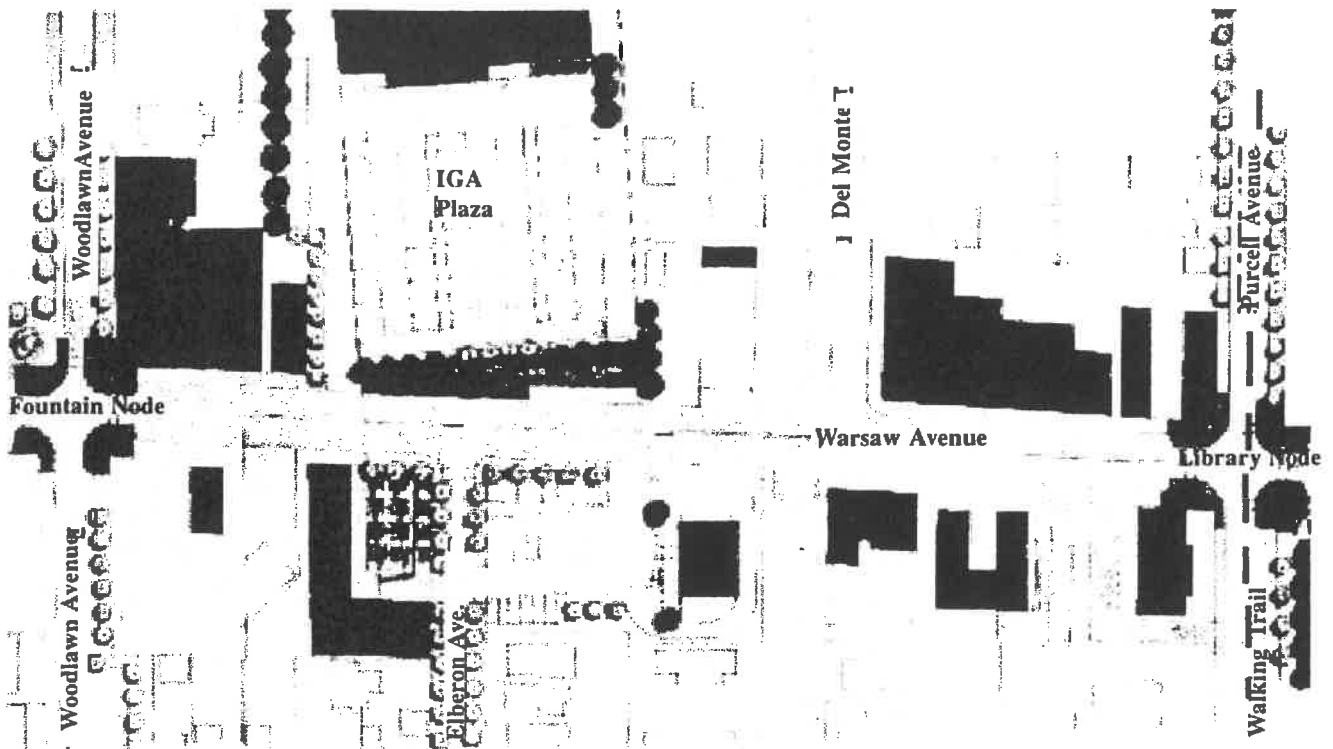 Woodlawn Avenue
IGA
Plaza
Del Monte
Purcell Avenue
Fountain Node
Warsaw Avenue
Library Node
Woodlawn Avenue
Elberon Ave
Walking Trail